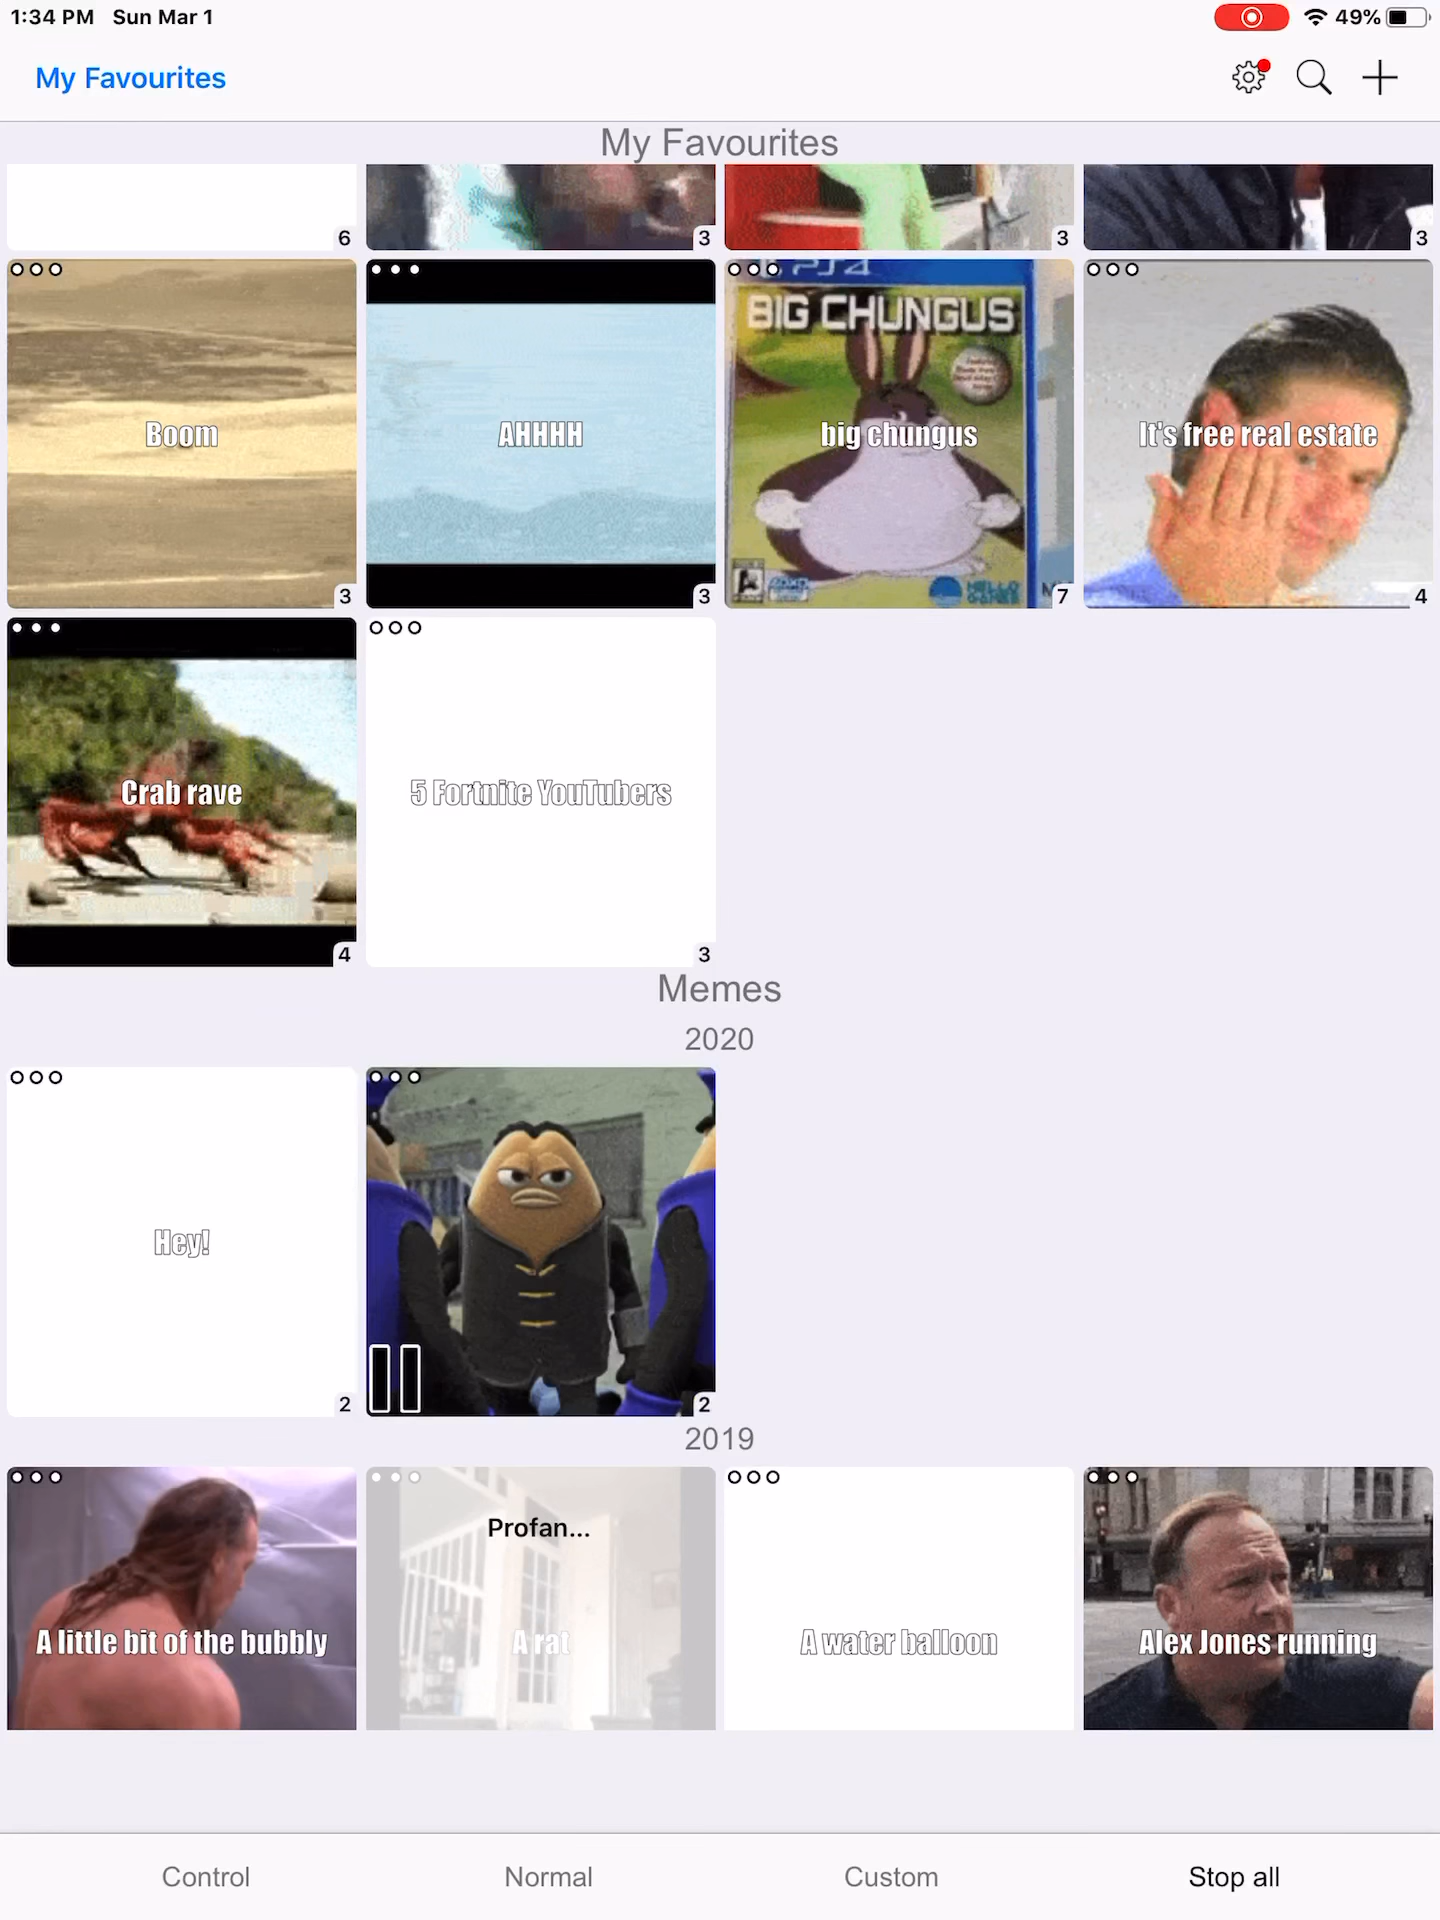 1:34 PM Sun Mar 1
49%
My Favourites
My Favourites
6
3
3
3
Boom
3
AHHHH
3
PS4
BIG CHUNGUS
big chungus
7
It's free real estate
4
Crab rave
4
5 Fortnite YouTubers
3
Memes
2020
Hey!
2
2
2019
A little bit of the bubbly
Profan...
A rat
A water balloon
Alex Jones running
Control Normal Custom Stop all